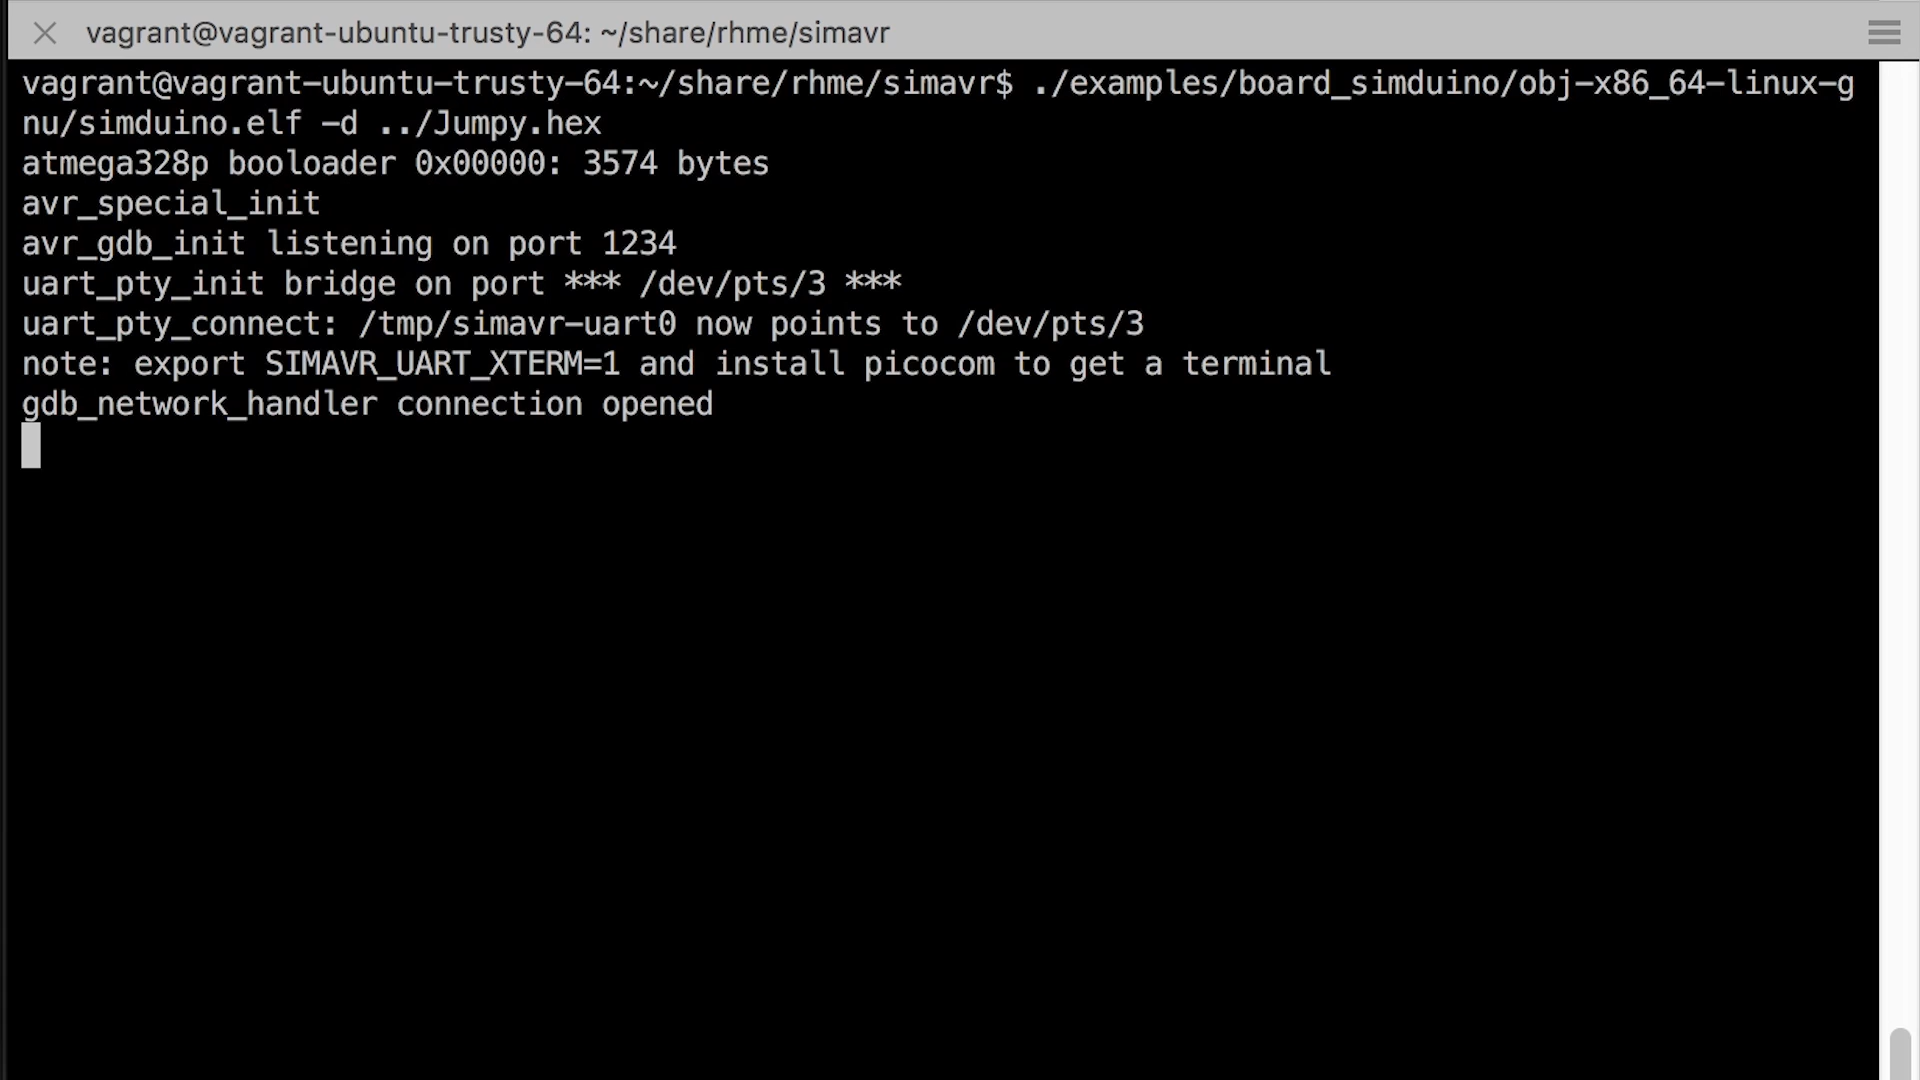 vagrant@vagrant-ubuntu-trusty-64: ~/share/rhme/simavr
vagrant@vagrant-ubuntu-trusty-64:~/share/rhme/simavr$ ./examples/board_simduino/obj-x86_64-linux-g
nu/simduino.elf -d ../Jumpy.hex
atmega328p booloader 0x00000: 3574 bytes
avr_special_init
avr_gdb_init listening on port 1234
uart_pty_init bridge on port *** /dev/pts/3 ***
uart_pty_connect: /tmp/simavr-uart0 now points to /dev/pts/3
note: export SIMAVR_UART_XTERM=1 and install picocom to get a terminal
gdb_network_handler connection opened